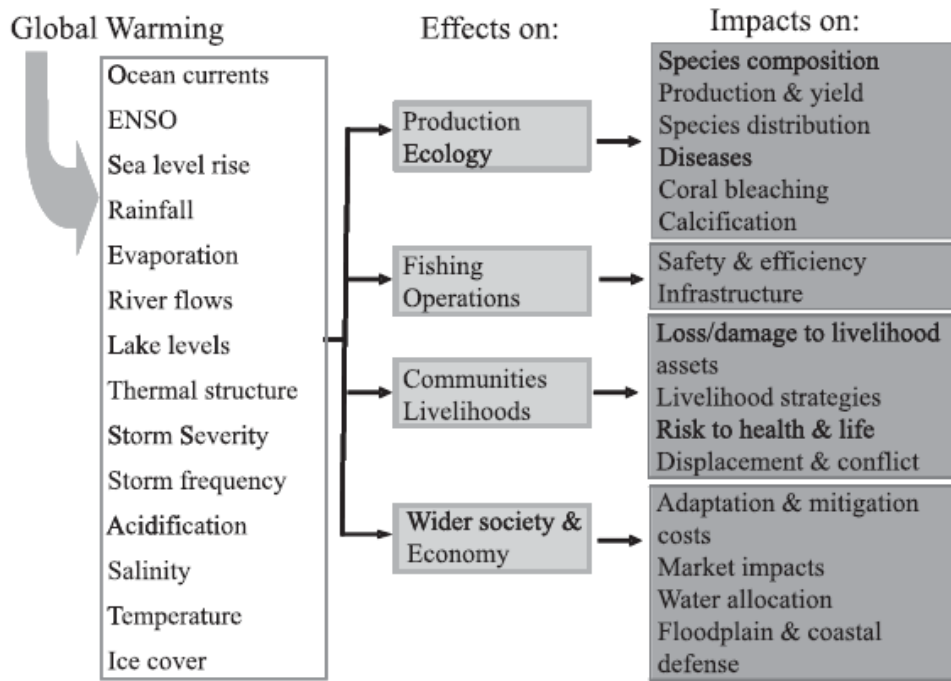 Global Warming
Ocean currents
ENSO
Sea level rise
Rainfall
Evaporation
River flows
Lake levels
Thermal structure
Storm Severity
Storm frequency
Acidification
Salinity
Temperature
Ice cover
Effects on:
Production
Ecology
Fishing
Operations
Communities
Livelihoods
Wider society &
Economy
Impacts on:
Species composition
Production & yield
Species distribution
Diseases
Coral bleaching
Calcification
Safety & efficiency
Infrastructure
Loss/damage to livelihood
assets
Livelihood strategies
Risk to health & life
Displacement & conflict
Adaptation & mitigation
costs
Market impacts
Water allocation
Floodplain & coastal
defense